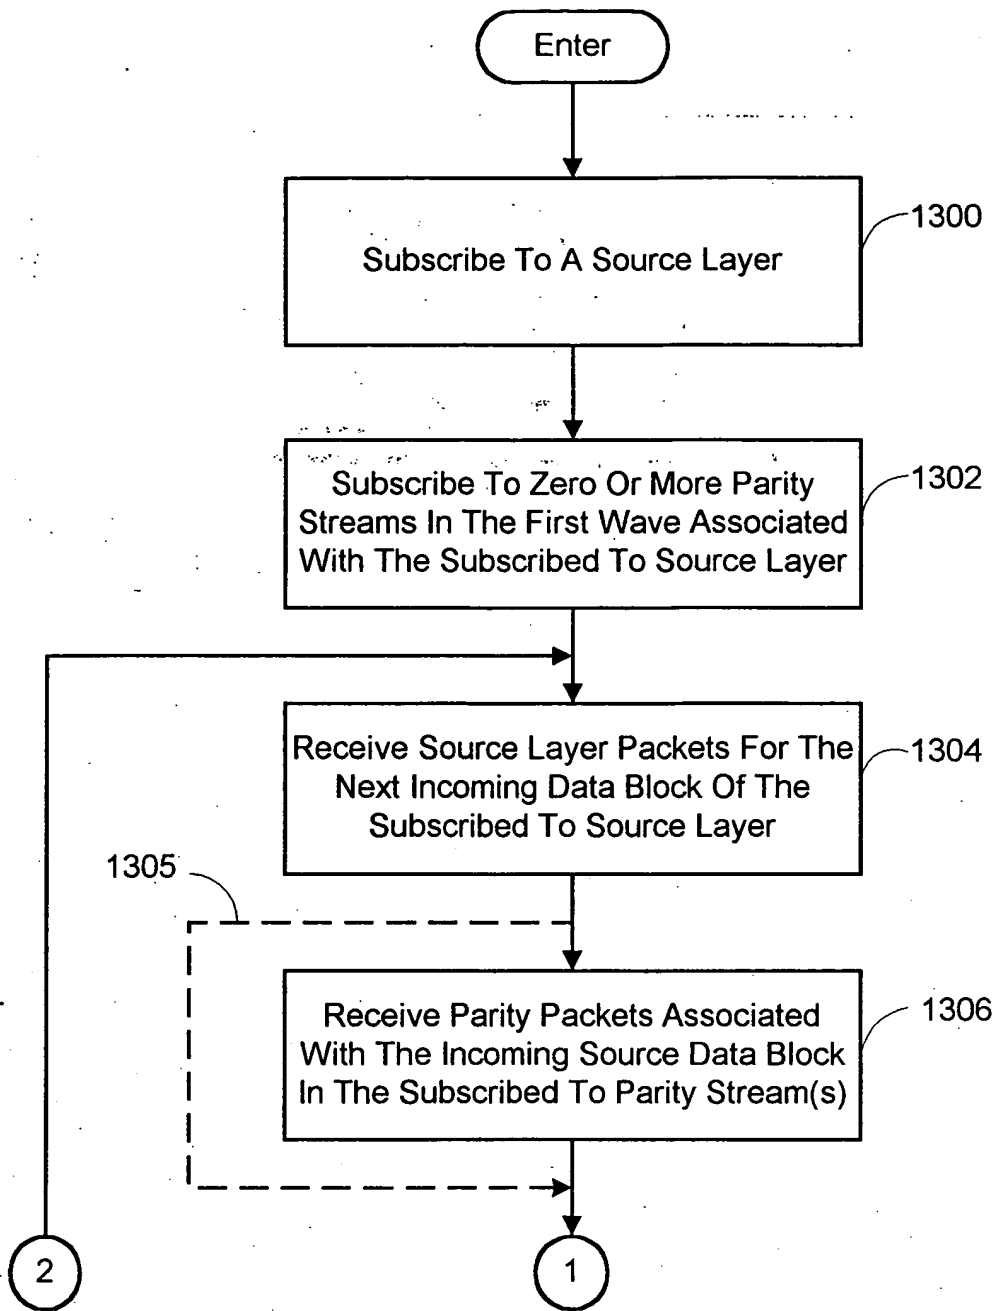 Enter
1300
Subscribe To A Source Layer
1302
Subscribe To Zero Or More Parity
Streams In The First Wave Associated
With The Subscribed To Source Layer
1304
Receive Source Layer Packets For The
Next Incoming Data Block Of The
Subscribed To Source Layer
1305
1306
Receive Parity Packets Associated
With The Incoming Source Data Block
In The Subscribed To Parity Stream(s)
2
1